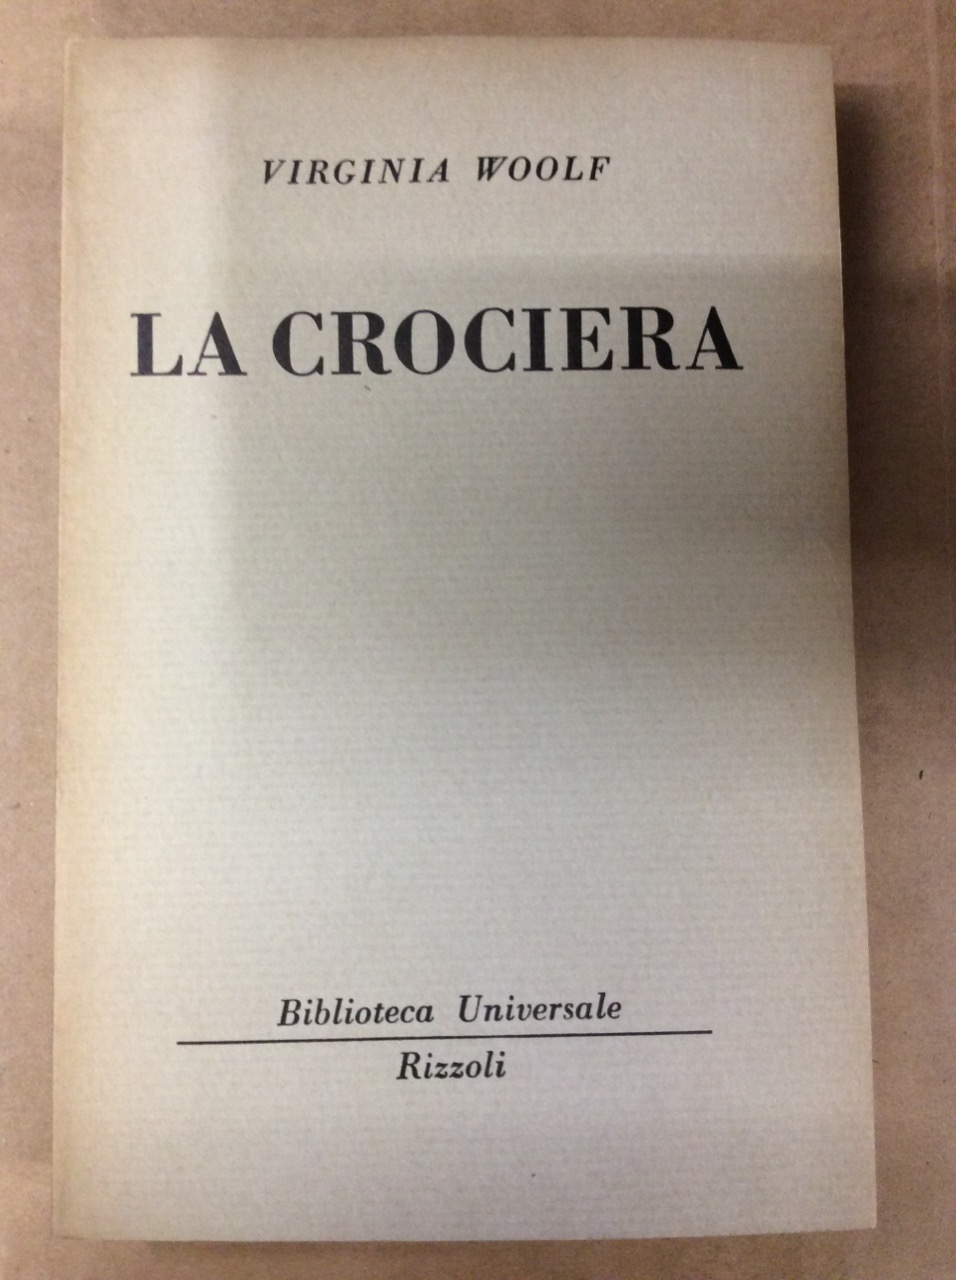 VIRGINIA WOOLF
LA CROCIERA
Biblioteca Universale
Rizzoli